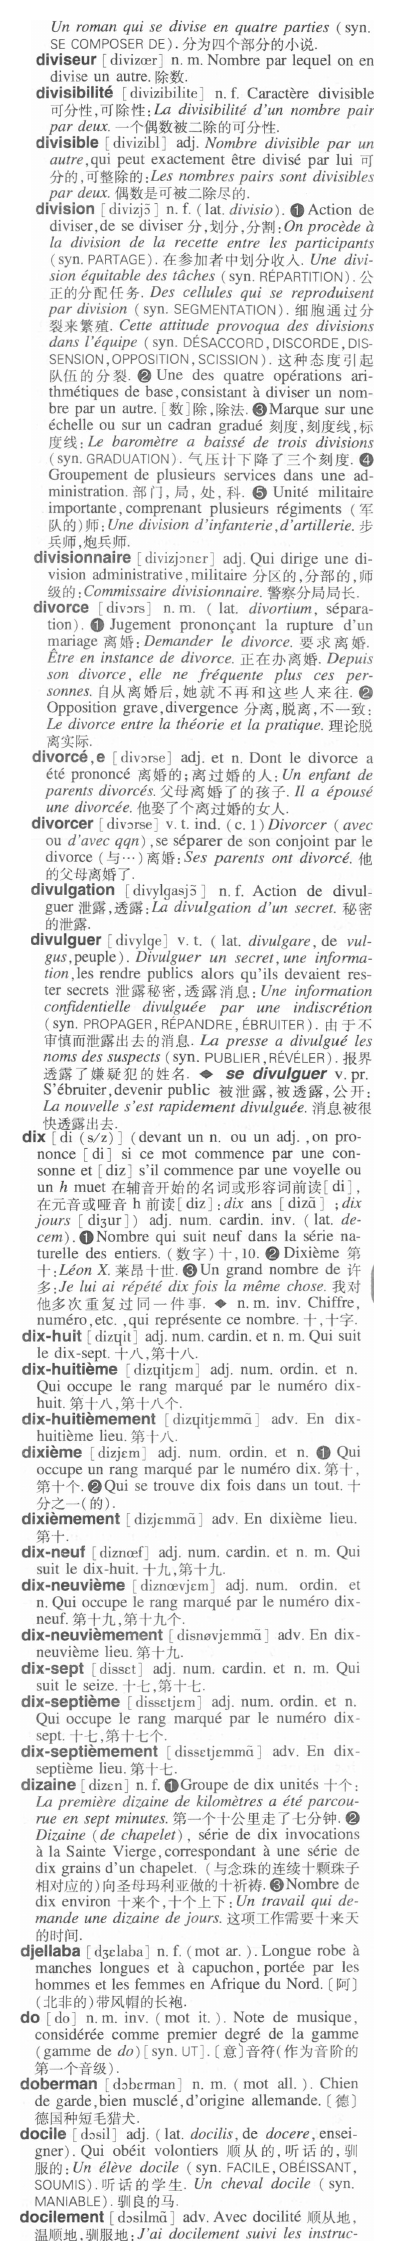 Un roman qui se divise en quatre parties (syn.
SE COMPOSER DE). 分为四个部分的小说.
diviseur [divizœr] n. m. Nombre par lequel on en
divise un autre. 除数.
divisibilité [divizibilite] n. f. Caractère divisible
可分性,可除性:La divisibilité d'un nombre pair
par deux. 一个偶数被二除的可分性.
divisible [divizibl] adj. Nombre divisible par un
autre,qui peut exactement être divisé par lui 可
分的,可整除的:Les nombres pairs sont divisibles
par deux. 偶数是可被二除尽的.
division [divizjɔ̃] n. f. (lat. divisio). ❶ Action de
diviser,de se diviser 分,划分,分割:On procède à
la division de la recette entre les participants
(syn. PARTAGE). 在参加者中划分收入. Une divi-
sion équitable des tâches (syn. RÉPARTITION). 公
正的分配任务. Des cellules qui se reproduisent
par division (syn. SEGMENTATION). 细胞通过分
裂来繁殖. Cette attitude provoqua des divisions
dans l'équipe (syn. DÉSACCORD,DISCORDE,DIS-
SENSION,OPPOSITION,SCISSION). 这种态度引起
队伍的分裂. ❷ Une des quatre opérations ari-
thmétiques de base,consistant à diviser un nom-
bre par un autre. [数]除,除法. ❸Marque sur une
échelle ou sur un cadran gradué 刻度,刻度线,标
度线:Le baromètre a baissé de trois divisions
(syn. GRADUATION). 气压计下降了三个刻度. ❹
Groupement de plusieurs services dans une ad-
ministration. 部门,局,处,科. ❺ Unité militaire
importante,comprenant plusieurs régiments (军
队的)师:Une division d'infanterie,d'artillerie. 步
兵师,炮兵师.
divisionnaire [divizjɔnɛr] adj. Qui dirige une di-
vision administrative,militaire 分区的,分部的,师
级的:Commissaire divisionnaire. 警察分局局长.
divorce [divɔrs] n. m. (lat. divortium, sépara-
tion). ❶ Jugement prononçant la rupture d'un
mariage 离婚:Demander le divorce. 要求离婚.
Être en instance de divorce. 正在办离婚. Depuis
son divorce, elle ne fréquente plus ces per-
sonnes. 自从离婚后,她就不再和这些人来往. ❷
Opposition grave,divergence 分离,脱离,不一致:
Le divorce entre la théorie et la pratique. 理论脱
离实际.
divorcé,e [divɔrse] adj. et n. Dont le divorce a
été prononcé 离婚的;离过婚的人:Un enfant de
parents divorcés. 父母离婚了的孩子. Il a épousé
une divorcée. 他娶了个离过婚的女人.
divorcer [divɔrse] v. t. ind. (c. 1) Divorcer (avec
ou d'avec qqn),se séparer de son conjoint par le
divorce (与…)离婚:Ses parents ont divorcé. 他
的父母离婚了.
divulgation [divylgasjɔ̃] n. f. Action de divul-
guer 泄露,透露:La divulgation d'un secret. 秘密
的泄露.
divulguer [divylge] v. t. (lat. divulgare, de vul-
gus,peuple). Divulguer un secret,une informa-
tion,les rendre publics alors qu'ils devaient res-
ter secrets 泄露秘密,透露消息:Une information
confidentielle divulguée par une indiscrétion
(syn. PROPAGER,RÉPANDRE,ÉBRUITER). 由于不
审慎而泄露出去的消息. La presse a divulgué les
noms des suspects (syn. PUBLIER,RÉVÉLER). 报界
透露了嫌疑犯的姓名. ◆ se divulguer v. pr.
S'ébruiter,devenir public 被泄露,被透露,公开:
La nouvelle s'est rapidement divulguée. 消息被很
快透露出去.
dix [di (s/z)] (devant un n. ou un adj. ,on pro-
nonce [di] si ce mot commence par une con-
sonne et [diz] s'il commence par une voyelle ou
un h muet 在辅音开始的名词或形容词前读[di],
在元音或哑音 h 前读[diz]:dix ans [dizɑ̃] ;dix
jours [diʒur]) adj. num. cardin. inv. (lat. de-
cem). ❶Nombre qui suit neuf dans la série na-
turelle des entiers. (数字)十,10. ❷ Dixième 第
十:Léon X. 莱昂十世. ❸Un grand nombre de 许
多:Je lui ai répété dix fois la même chose. 我对
他多次重复过同一件事. ◆ n. m. inv. Chiffre,
numéro,etc. ,qui représente ce nombre. 十,十字.
dix-huit [dizɥit] adj. num. cardin. et n. m. Qui suit
le dix-sept. 十八,第十八.
dix-huitième [dizɥitjɛm] adj. num. ordin. et n.
Qui occupe le rang marqué par le numéro dix-
huit. 第十八,第十八个.
dix-huitièmement [dizɥitjɛmmɑ̃] adv. En dix-
huitième lieu. 第十八.
dixième [dizjɛm] adj. num. ordin. et n. ❶ Qui
occupe un rang marqué par le numéro dix. 第十,
第十个. ❷Qui se trouve dix fois dans un tout. 十
分之一(的).
dixièmement [dizjɛmmɑ̃] adv. En dixième lieu.
第十.
dix-neuf [diznœf] adj. num. cardin. et n. m. Qui
suit le dix-huit. 十九,第十九.
dix-neuvième [diznœvjɛm] adj. num. ordin. et
n. Qui occupe le rang marqué par le numéro dix-
neuf. 第十九,第十九个.
dix-neuvièmement [disnøvjɛmmɑ̃] adv. En dix-
neuvième lieu. 第十九.
dix-sept [dissɛt] adj. num. cardin. et n. m. Qui
suit le seize. 十七,第十七.
dix-septième [dissɛtjɛm] adj. num. ordin. et n.
Qui occupe le rang marqué par le numéro dix-
sept. 十七,第十七个.
dix-septièmement [dissɛtjɛmmɑ̃] adv. En dix-
septième lieu. 第十七.
dizaine [dizɛn] n. f. ❶Groupe de dix unités 十个:
La première dizaine de kilomètres a été parcou-
rue en sept minutes. 第一个十公里走了七分钟. ❷
Dizaine (de chapelet), série de dix invocations
à la Sainte Vierge,correspondant à une série de
dix grains d'un chapelet. (与念珠的连续十颗珠子
相对应的)向圣母玛利亚做的十祈祷. ❸Nombre de
dix environ 十来个,十个上下:Un travail qui de-
mande une dizaine de jours. 这项工作需要十来天
的时间.
djellaba [dʒɛlaba] n. f. (mot ar. ). Longue robe à
manches longues et à capuchon,portée par les
hommes et les femmes en Afrique du Nord. 〔阿〕
(北非的)带风帽的长袍.
do [do] n. m. inv. (mot it. ). Note de musique,
considérée comme premier degré de la gamme
(gamme de do)[syn. UT]. 〔意〕音符(作为音阶的
第一个音级).
doberman [dɔbɛrman] n. m. (mot all. ). Chien
de garde,bien musclé,d'origine allemande. 〔德〕
德国种短毛猎犬.
docile [dɔsil] adj. (lat. docilis, de docere,ensei-
gner). Qui obéit volontiers 顺从的,听话的,驯
服的:Un élève docile (syn. FACILE,OBÉISSANT,
SOUMIS). 听话的学生. Un cheval docile (syn.
MANIABLE). 驯良的马.
docilement [dɔsilmɑ̃] adv. Avec docilité 顺从地,
温顺地,驯服地:J'ai docilement suivi les instruc-